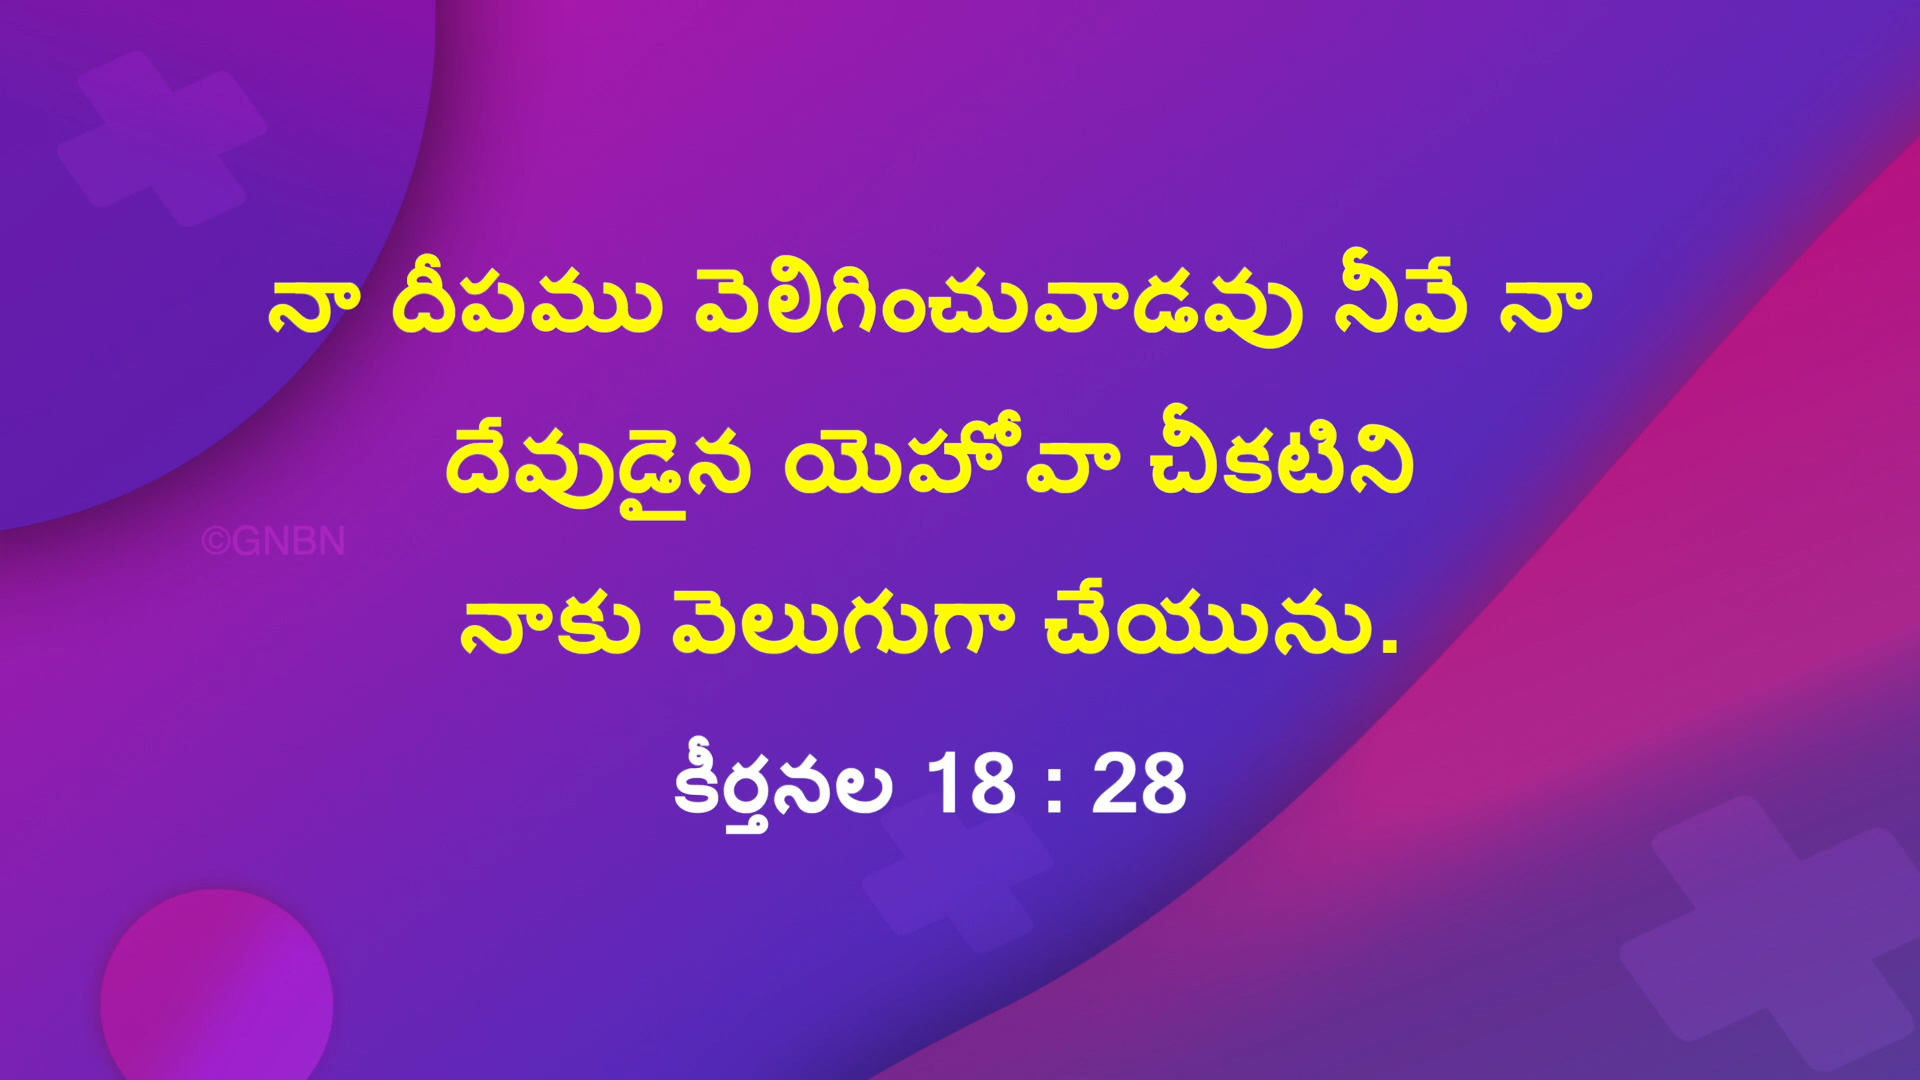 నా దీపము వెలిగించువాడవు నీవే నా
దేవుడైన యెహోవా చీకటిని
©GNBN
నాకు వెలుగుగా చేయును.
కీర్తనల 18 : 28